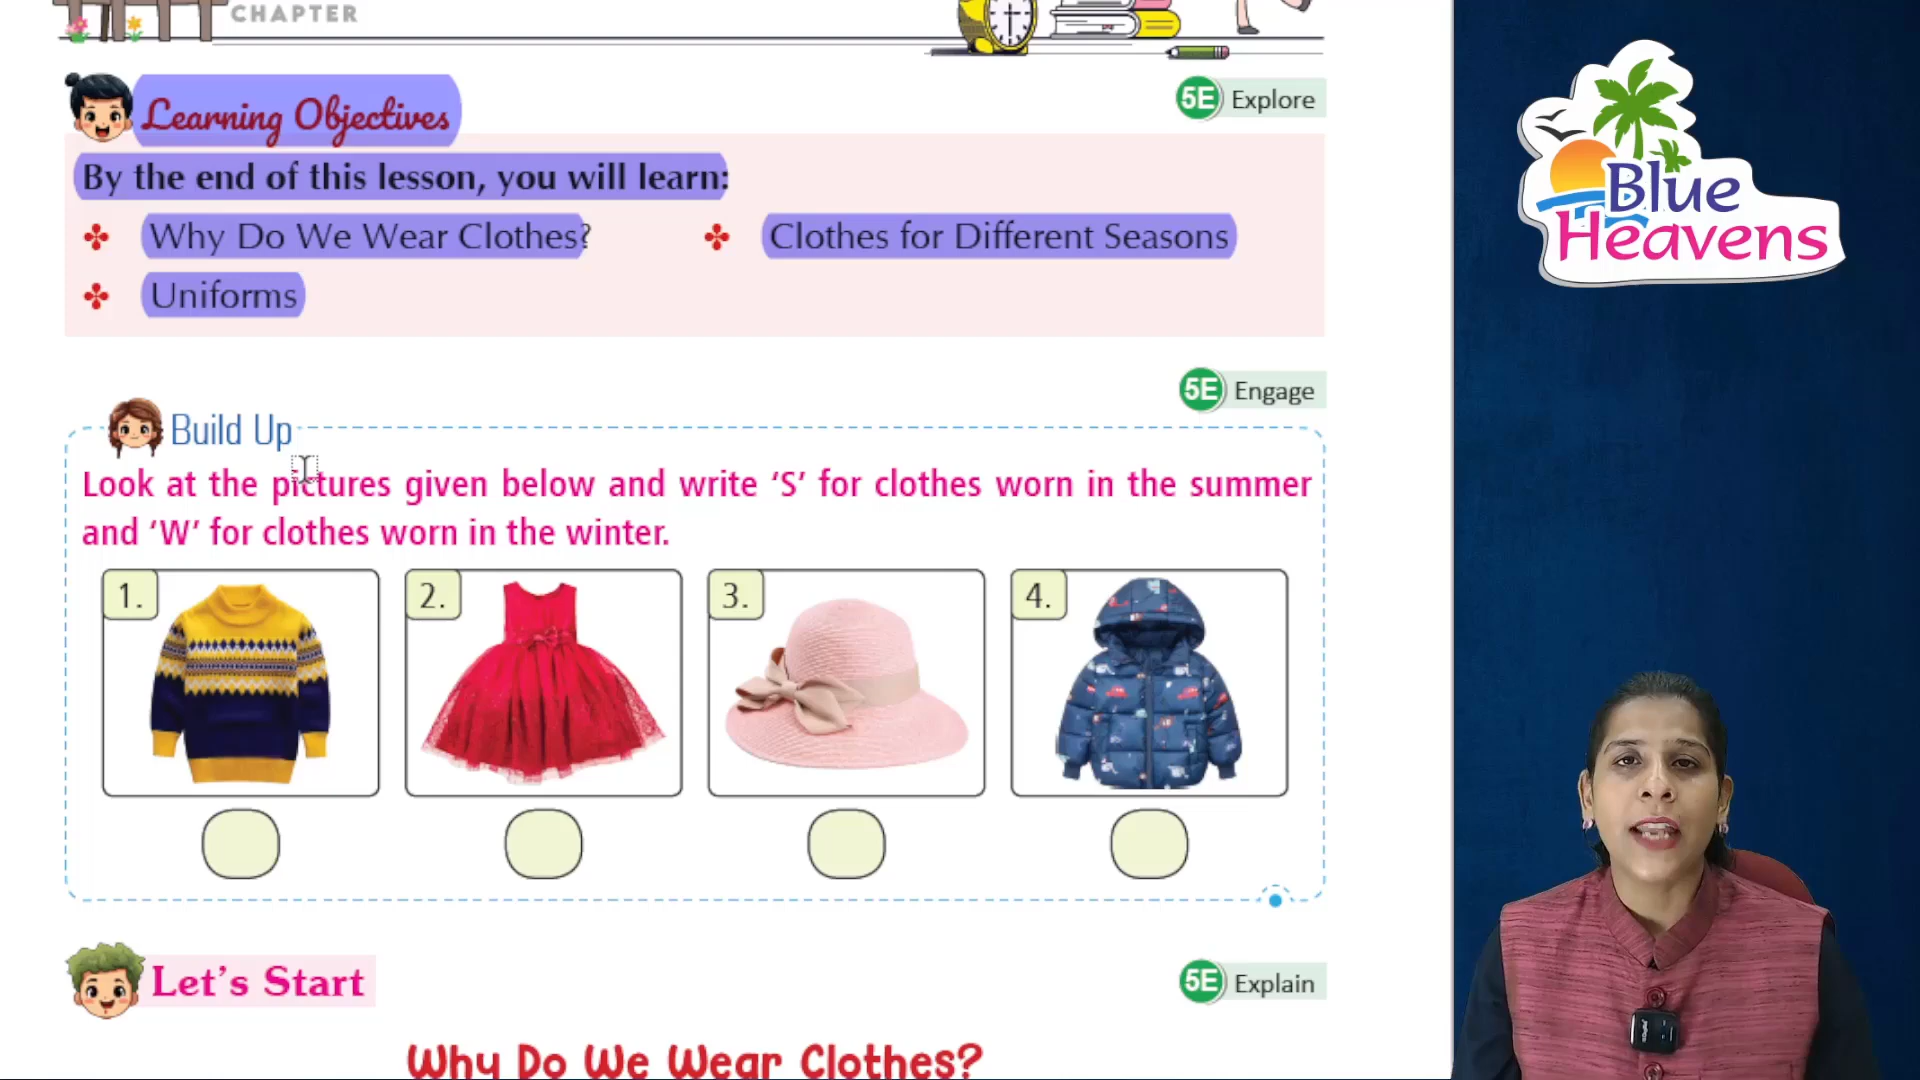 CHAPTER
Learning Objectives
5E Explore
By the end of this lesson, you will learn:
Why Do We Wear Clothes?
Clothes for Different Seasons
Uniforms
5E Engage
Build Up
Look at the pictures given below and write ‘S’ for clothes worn in the summer
and ‘W’ for clothes worn in the winter.
1.
2.
3.
4.
Let’s Start
5E Explain
Why Do We Wear Clothes?
Blue
Heavens